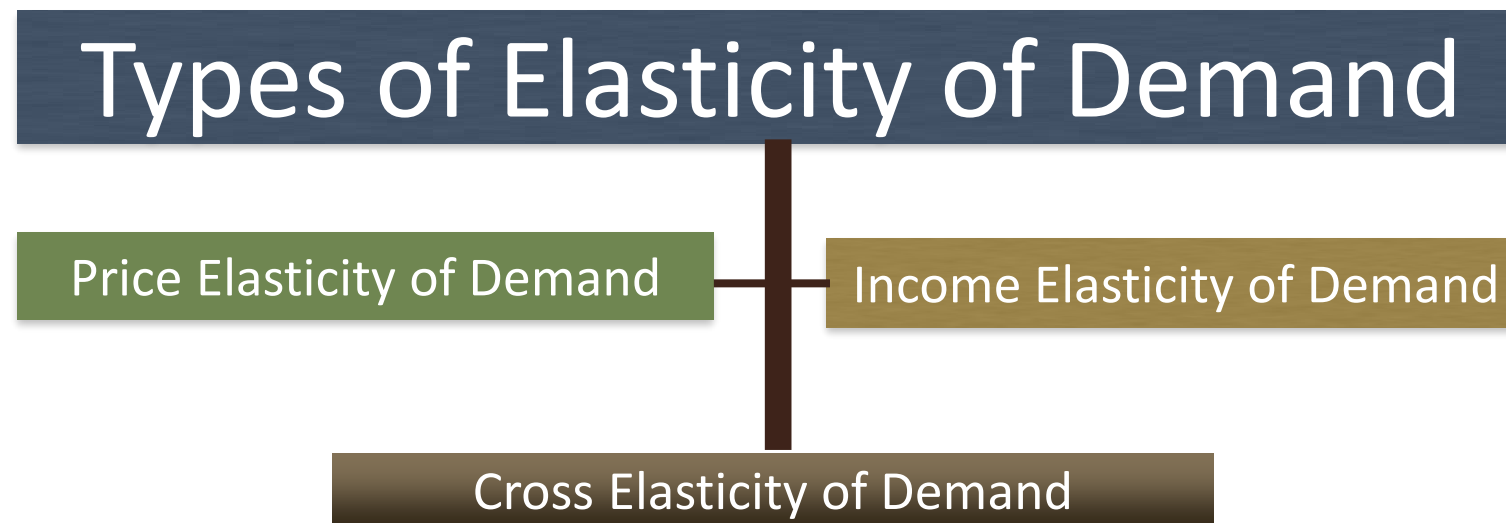 Types of Elasticity of Demand
Price Elasticity of Demand
Income Elasticity of Demand
Cross Elasticity of Demand